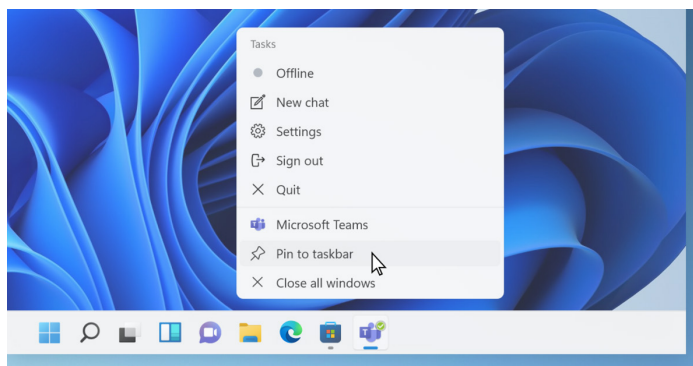 Tasks
Offline
New chat
Settings
Sign out
Quit
Microsoft Teams
Pin to taskbar
Close all windows